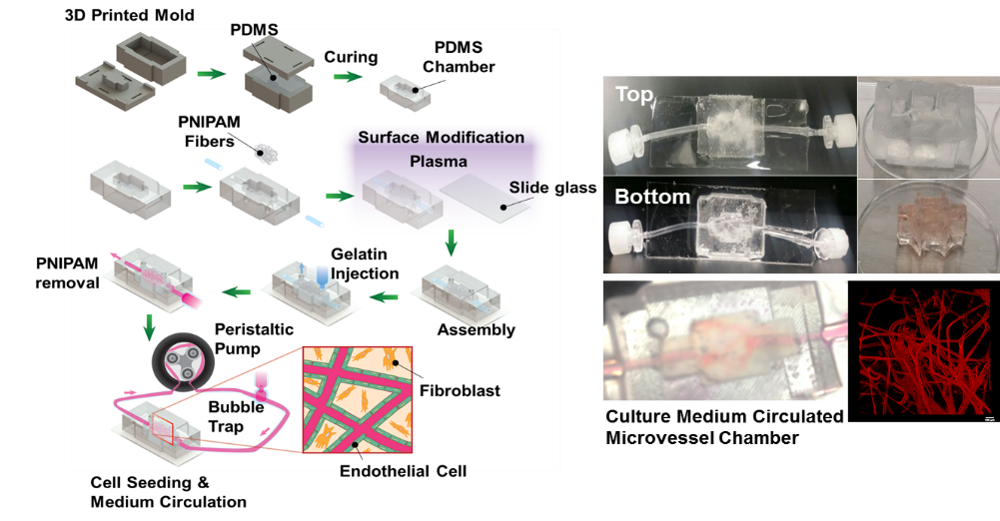 3D Printed Mold
PDMS
Curing
PDMS
Chamber
PNIPAM
Fibers
Surface Modification
Plasma
Slide glass
PNIPAM
removal
Gelatin
Injection
Assembly
Peristaltic
Pump
Bubble
Trap
Fibroblast
Endothelial Cell
Cell Seeding &
Medium Circulation
Top
Bottom
Culture Medium Circulated
Microvessel Chamber